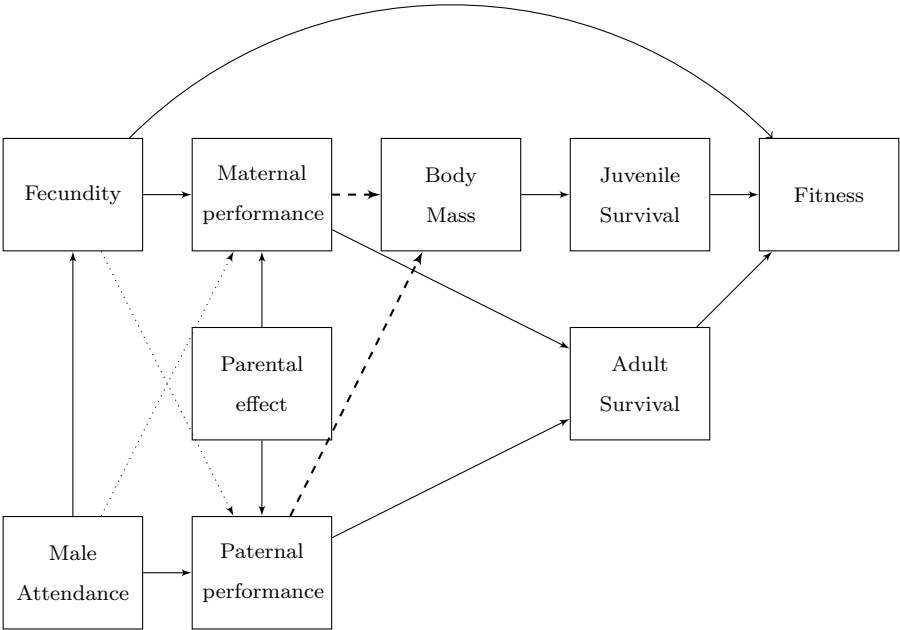 Fecundity
Maternal
performance
Body
Mass
Juvenile
Survival
Fitness
Parental
effect
Adult
Survival
Male
Attendance
Paternal
performance